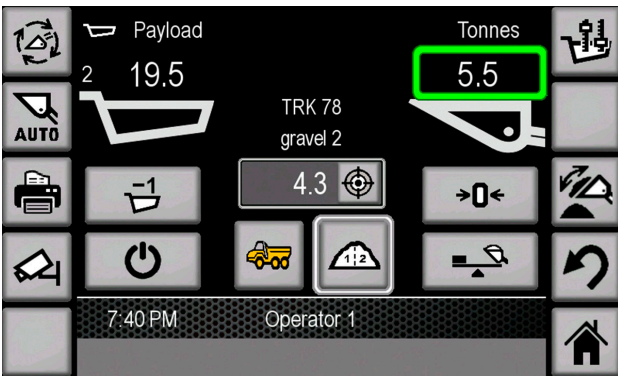 Payload
Tonnes
2 19.5
5.5
AUTO
TRK 78
gravel 2
-1
4.3
→0←
1 2
7:40 PM
Operator 1